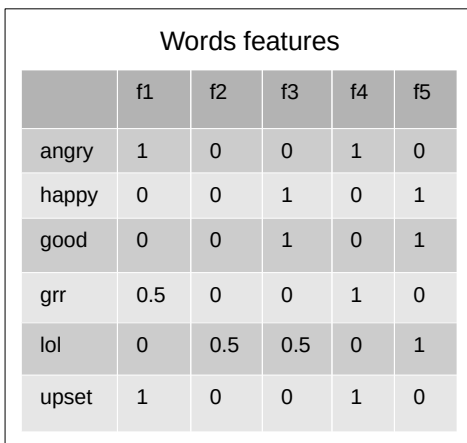 Words features
f1 f2 f3 f4 f5
angry 1 0 0 1 0
happy 0 0 1 0 1
good 0 0 1 0 1
grr 0.5 0 0 1 0
lol 0 0.5 0.5 0 1
upset 1 0 0 1 0